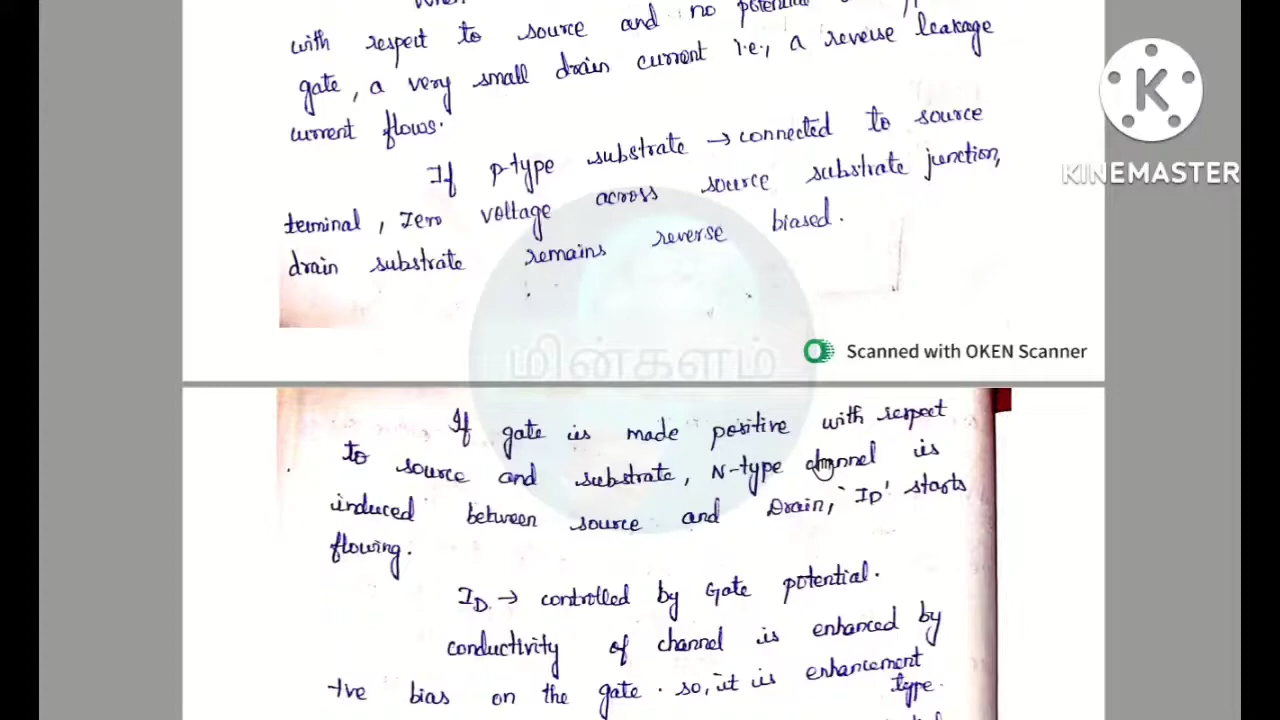 with respect to source and no potential
gate, a very small drain current i.e., a reverse leakage
current flows.
If p-type substrate → connected to source
terminal, zero voltage across source substrate junction,
drain substrate remains reverse biased.
மின்களம்
Scanned with OKEN Scanner
If gate is made positive with respect
to source and substrate, N-type channel is
induced between source and Drain, 'ID' starts
flowing.
ID → controlled by Gate potential.
conductivity of channel is enhanced by
+ve bias on the gate. so, it is enhancement
type.
K
KINEMASTER